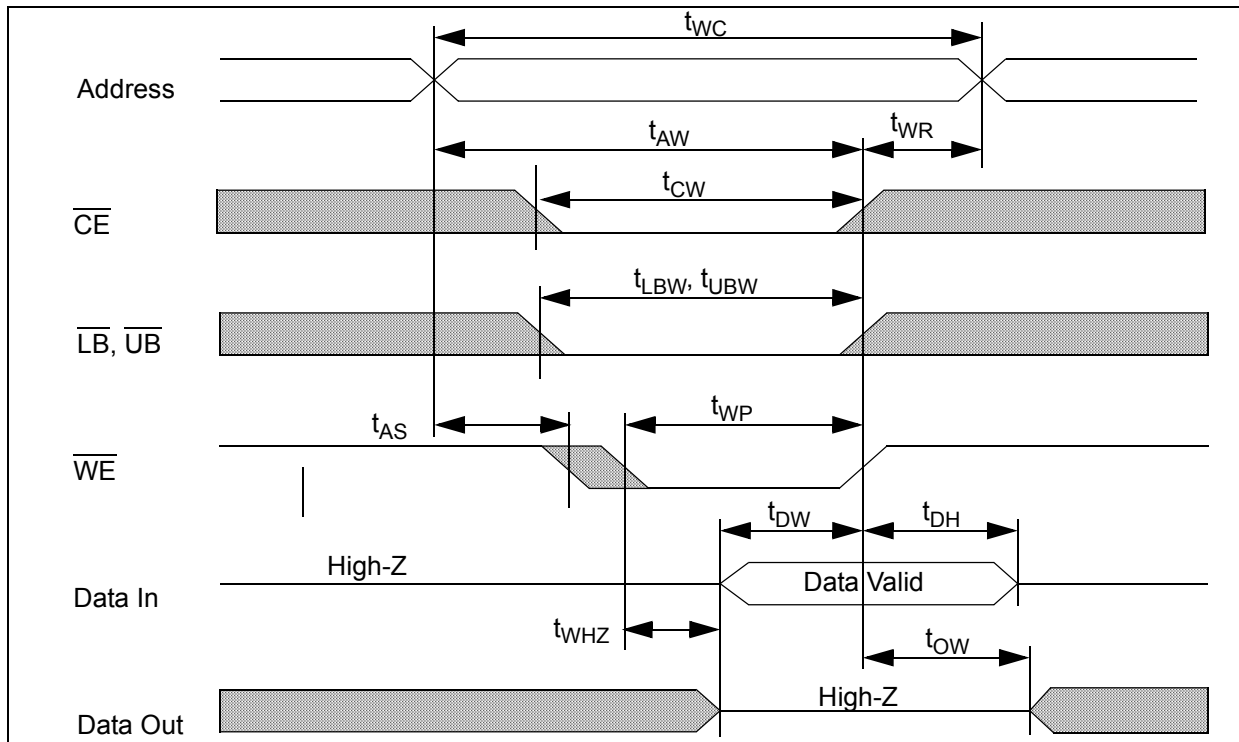 tWC
Address
tAW
tWR
tCW
CE
tLBW, tUBW
LB, UB
tWP
tAS
WE
tDW
tDH
High-Z
Data Valid
Data In
tWHZ
tOW
High-Z
Data Out